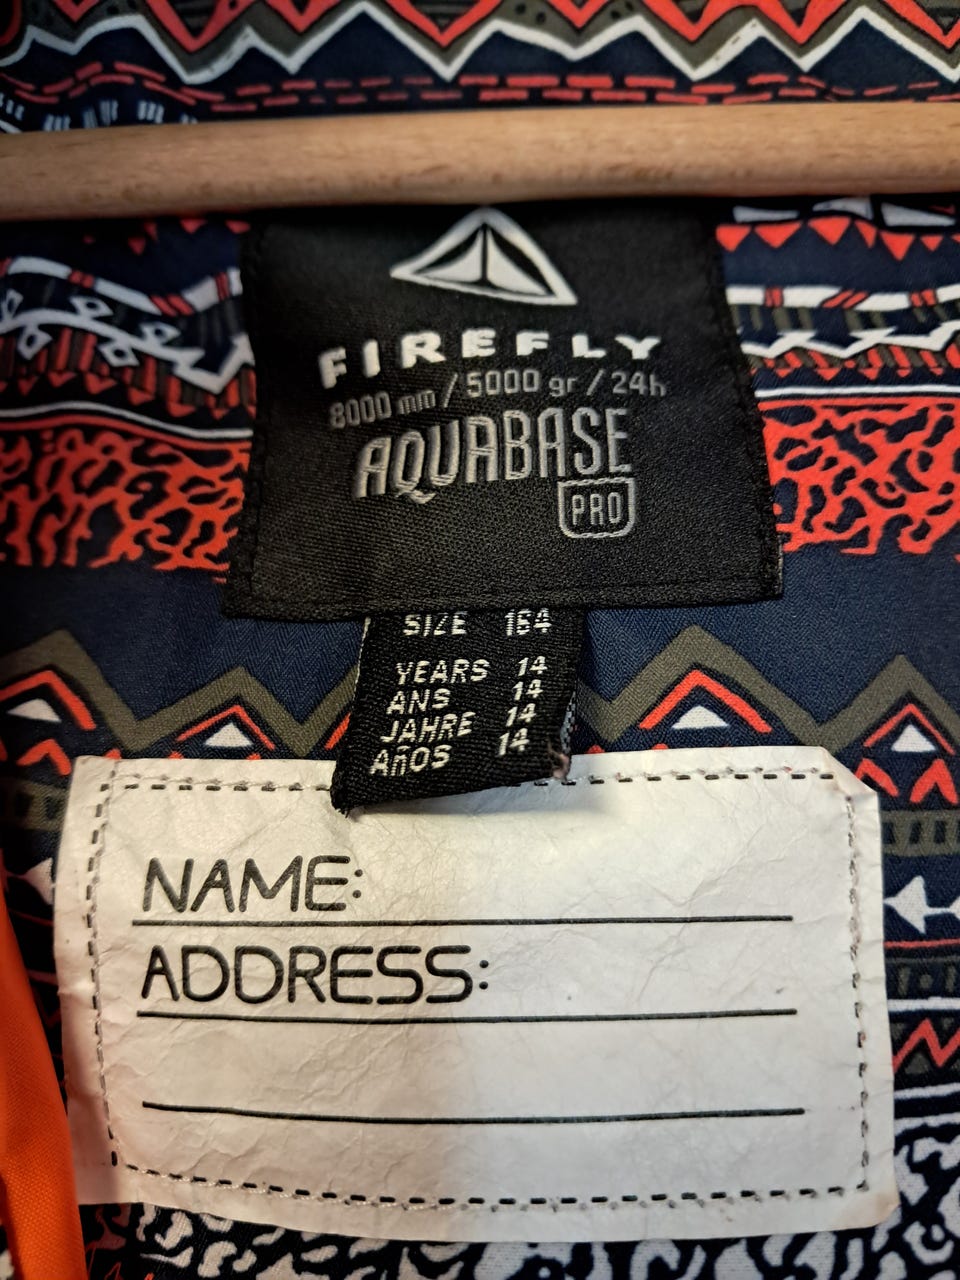 FIREFLY
8000 mm / 5000 gr / 24h
AQUABASE
PRO
SIZE 164
YEARS 14
ANS 14
JAHRE 14
AÑOS 14
NAME:
ADDRESS: